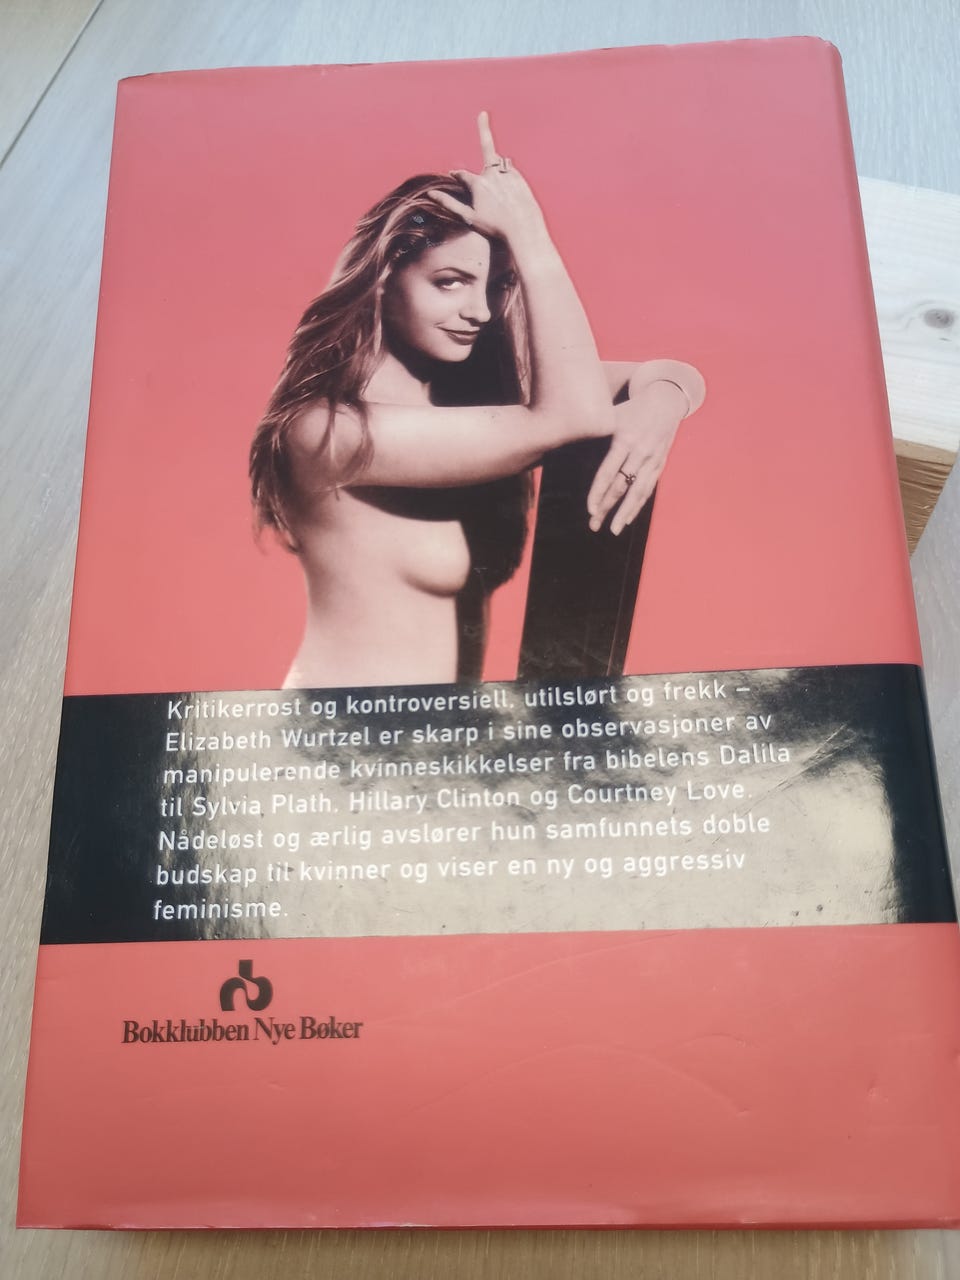 Kritikerrost og kontroversiell, utilslørt og frekk –
Elizabeth Wurtzel er skarp i sine observasjoner av
manipulerende kvinneskikkelser fra bibelens Dalila
til Sylvia Plath, Hillary Clinton og Courtney Love.
Nådeløst og ærlig avslører hun samfunnets doble
budskap til kvinner og viser en ny og aggressiv
feminisme.
Bokklubben Nye Bøker